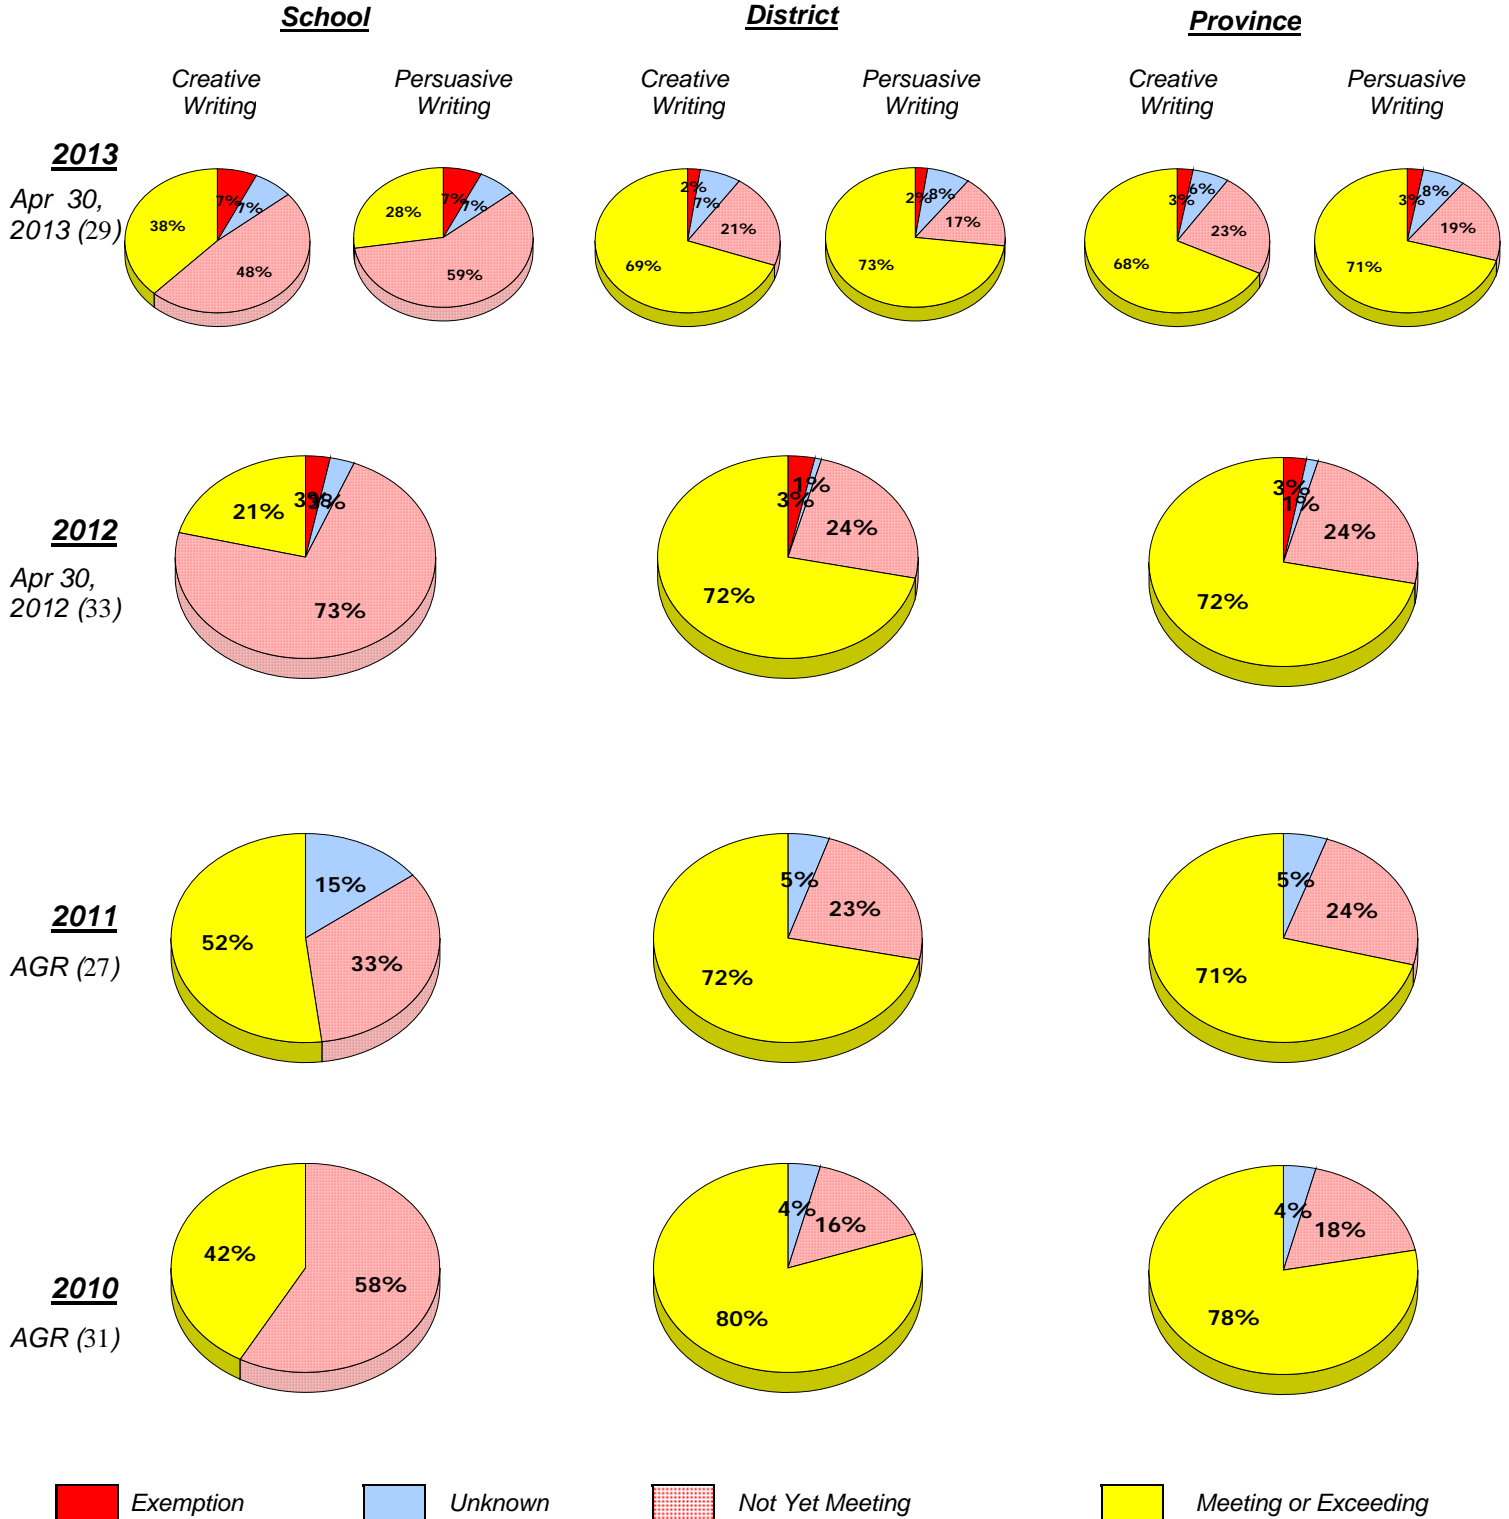 School District Province
Creative Writing Persuasive Writing Creative Writing Persuasive Writing Creative Writing Persuasive Writing
2013
Apr 30,
2013 (29)
7% 7% 48% 38%
7% 7% 59% 28%
2% 7% 21% 69%
2% 8% 17% 73%
3% 6% 23% 68%
3% 8% 19% 71%
2012
Apr 30,
2012 (33)
3% 3% 73% 21%
3% 1% 24% 72%
3% 1% 24% 72%
2011
AGR (27)
15% 33% 52%
5% 23% 72%
5% 24% 71%
2010
AGR (31)
58% 42%
4% 16% 80%
4% 18% 78%
Exemption Unknown Not Yet Meeting Meeting or Exceeding